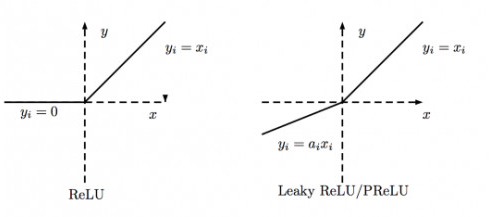 y
y
y_i = x_i
y_i = x_i
y_i = 0
x
x
y_i = a_i x_i
ReLU
Leaky ReLU/PReLU